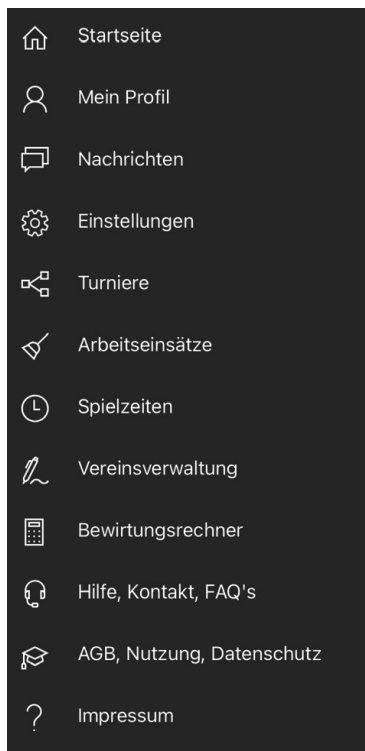 Startseite
Mein Profil
Nachrichten
Einstellungen
Turniere
Arbeitseinsätze
Spielzeiten
Vereinsverwaltung
Bewirtungsrechner
Hilfe, Kontakt, FAQ's
AGB, Nutzung, Datenschutz
Impressum